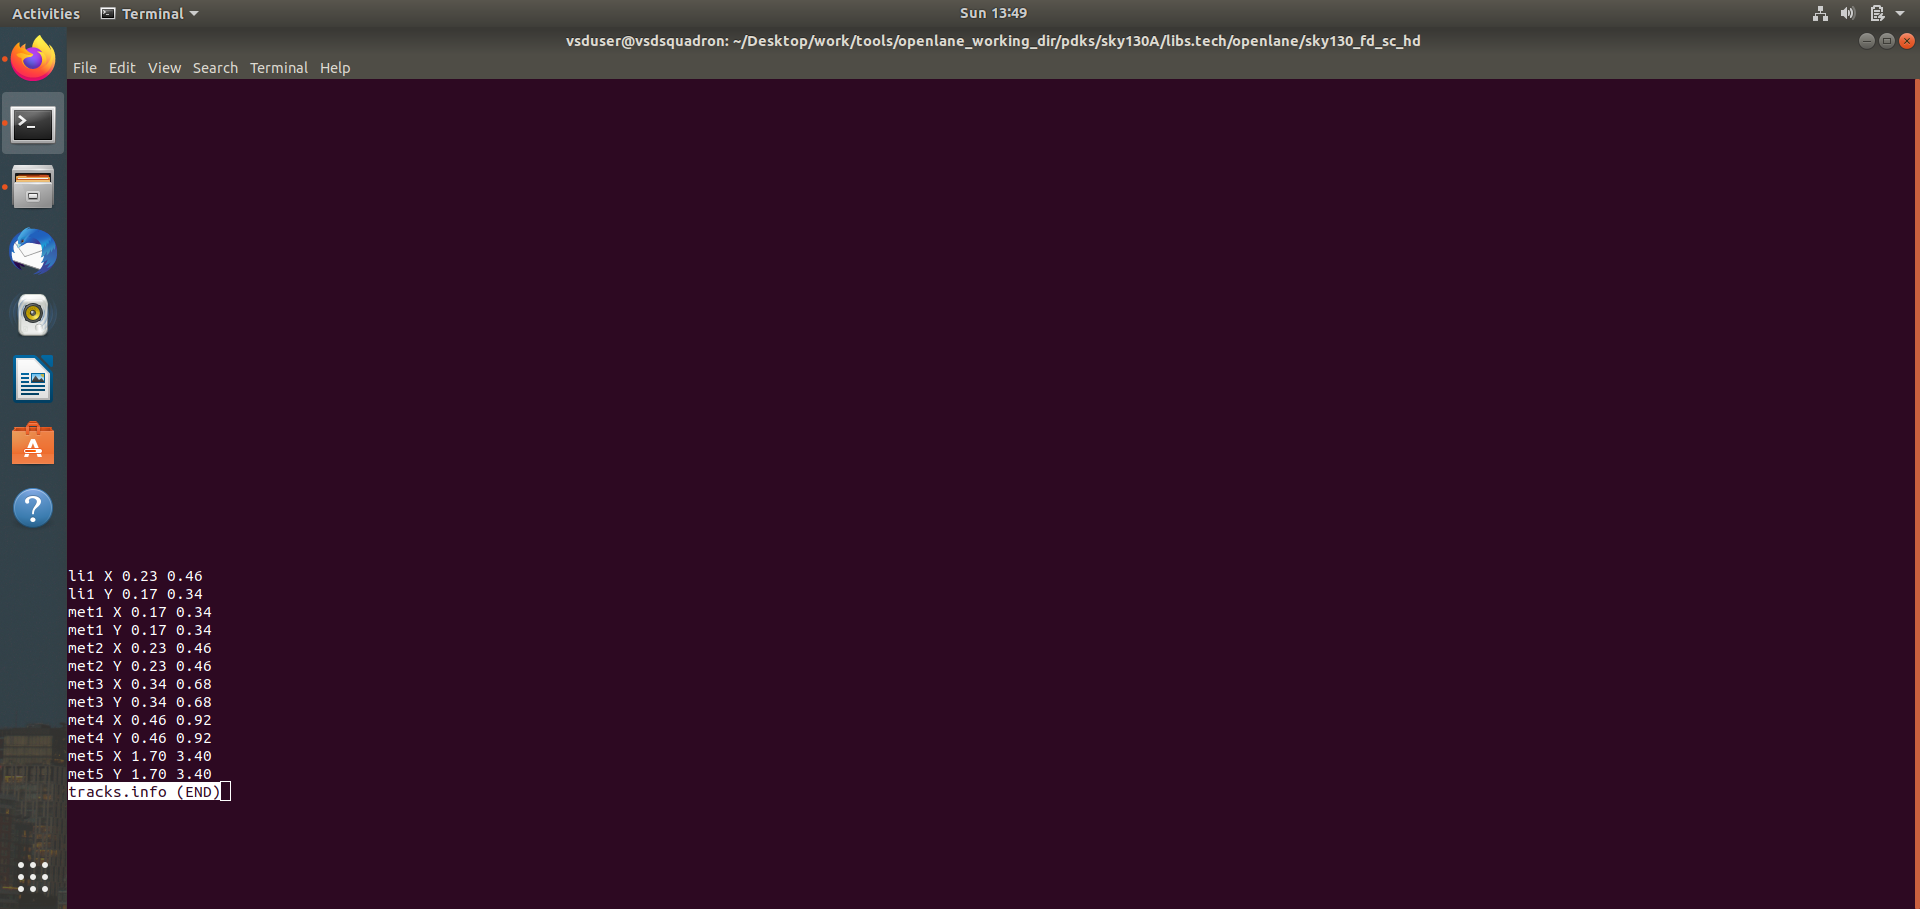 Activities Terminal Sun 13:49
vsduser@vsdsquadron: ~/Desktop/work/tools/openlane_working_dir/pdks/sky130A/libs.tech/openlane/sky130_fd_sc_hd
File Edit View Search Terminal Help
li1 X 0.23 0.46
li1 Y 0.17 0.34
met1 X 0.17 0.34
met1 Y 0.17 0.34
met2 X 0.23 0.46
met2 Y 0.23 0.46
met3 X 0.34 0.68
met3 Y 0.34 0.68
met4 X 0.46 0.92
met4 Y 0.46 0.92
met5 X 1.70 3.40
met5 Y 1.70 3.40
tracks.info (END)